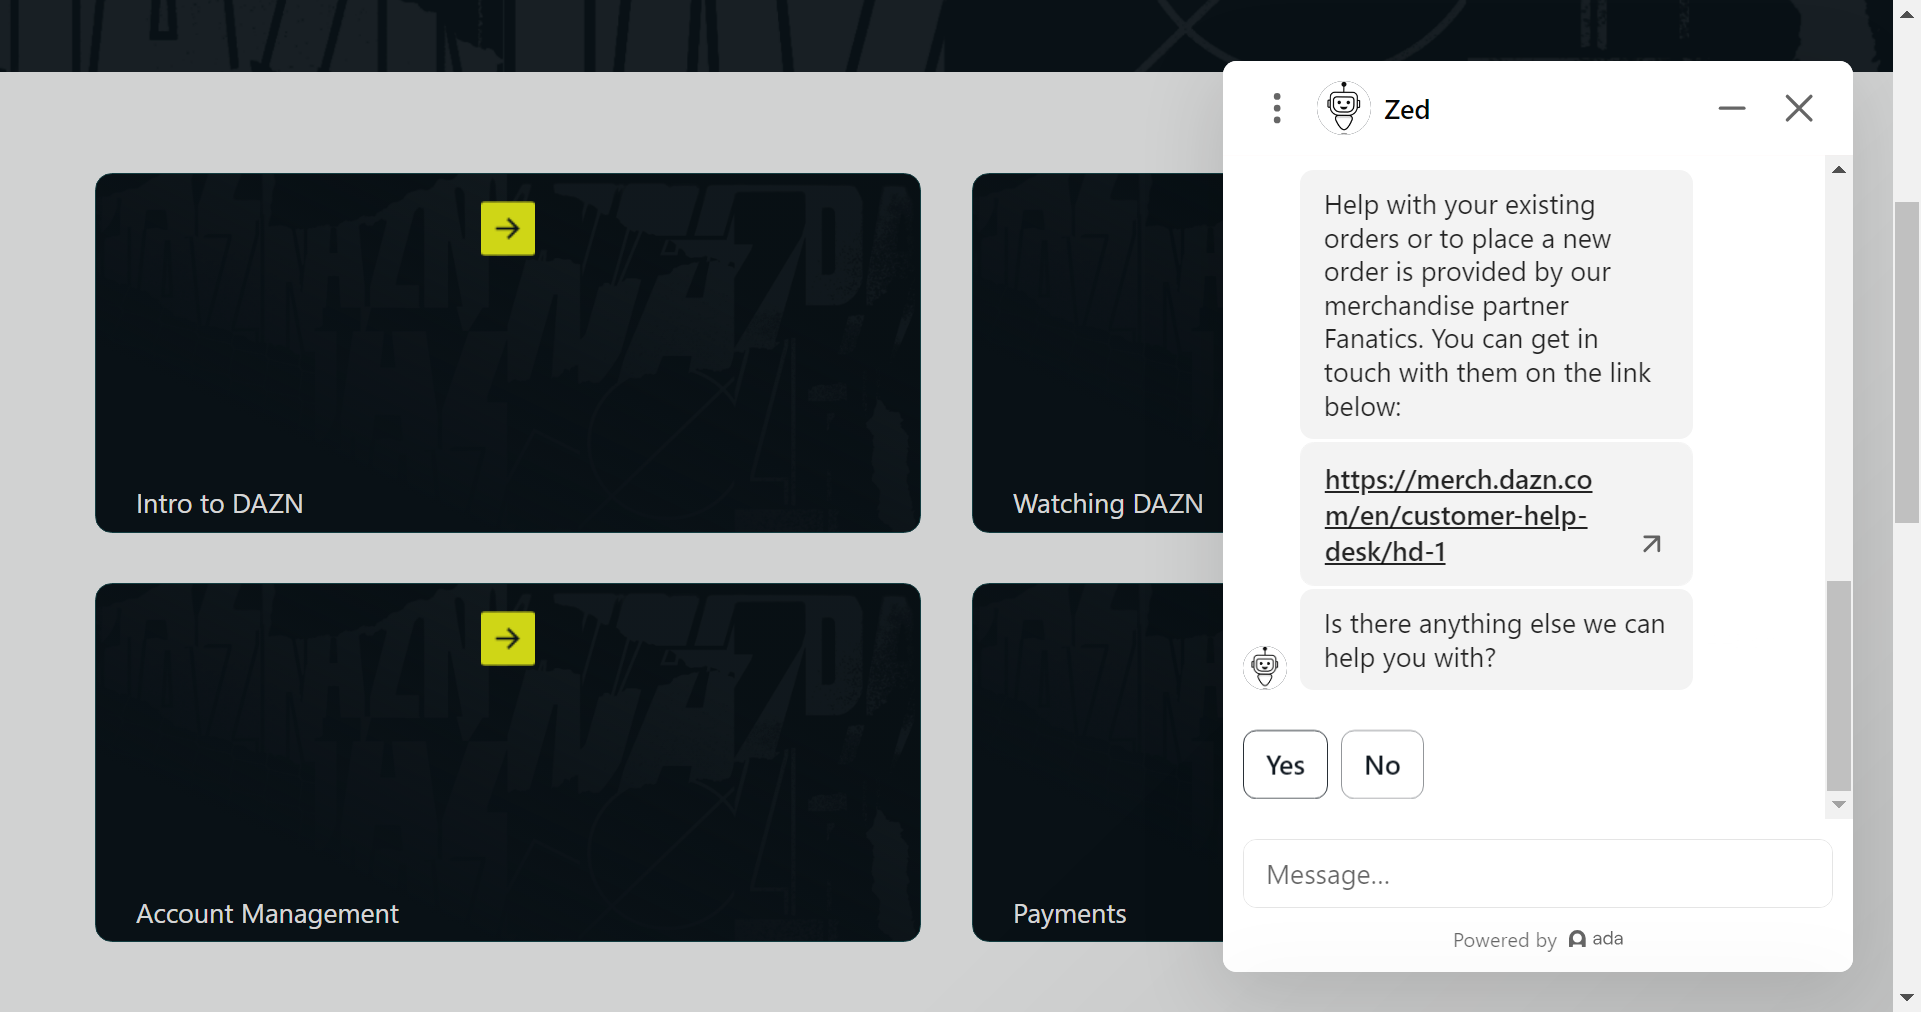 Zed
Help with your existing
orders or to place a new
order is provided by our
merchandise partner
Fanatics. You can get in
touch with them on the link
below:
https://merch.dazn.co
m/en/customer-help-
desk/hd-1
Is there anything else we can
help you with?
Yes
No
Message...
Powered by ada
Intro to DAZN
Watching DAZN
Account Management
Payments